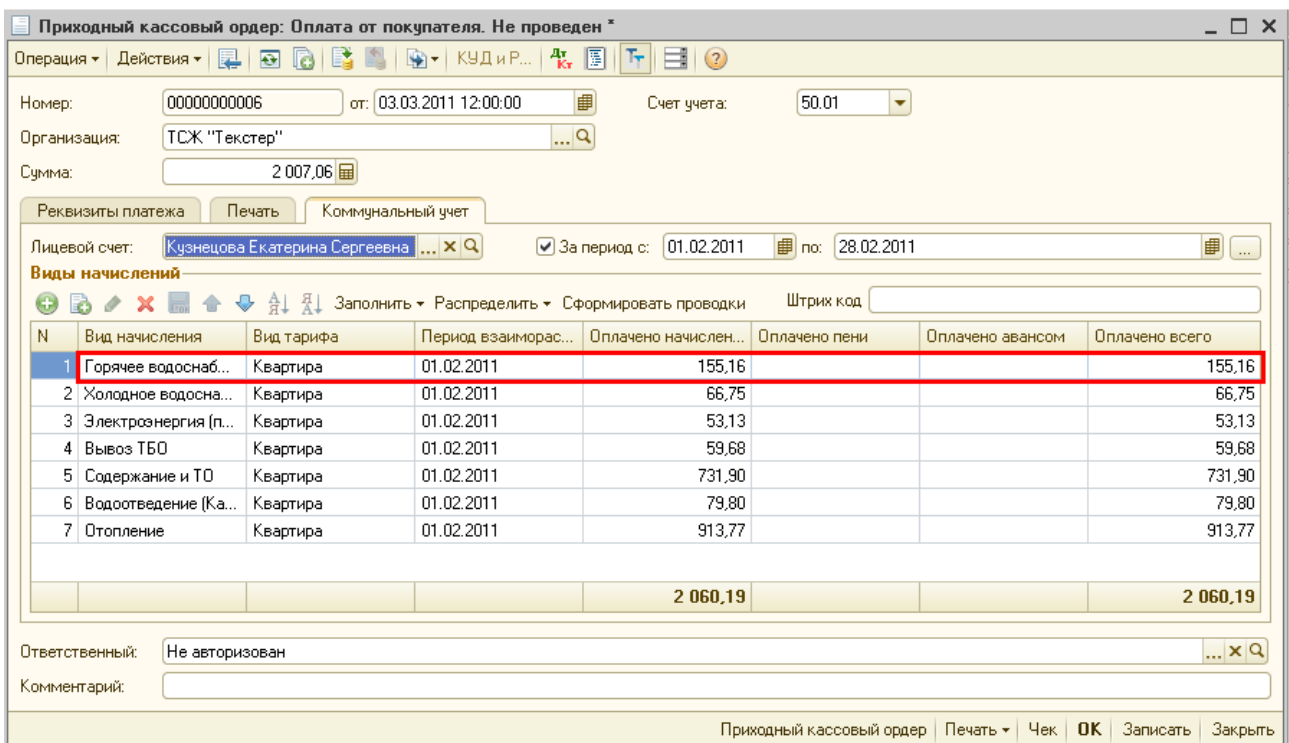 Приходный кассовый ордер: Оплата от покупателя. Не проведен *
Операция Действия КУД и Р... Дт Кт
Номер: 00000000006 от: 03.03.2011 12:00:00 Счет учета: 50.01
Организация: ТСЖ "Текстер" ...
Сумма: 2 007,06
Реквизиты платежа Печать Коммунальный учет
Лицевой счет: Кузнецова Екатерина Сергеевна ... За период с: 01.02.2011 по: 28.02.2011 ...
Виды начислений
Заполнить Распределить Сформировать проводки Штрих код
N Вид начисления Вид тарифа Период взаиморас... Оплачено начислен... Оплачено пени Оплачено авансом Оплачено всего
1 Горячее водоснаб... Квартира 01.02.2011 155,16 155,16
2 Холодное водосна... Квартира 01.02.2011 66,75 66,75
3 Электроэнергия (п... Квартира 01.02.2011 53,13 53,13
4 Вывоз ТБО Квартира 01.02.2011 59,68 59,68
5 Содержание и ТО Квартира 01.02.2011 731,90 731,90
6 Водоотведение (Ка... Квартира 01.02.2011 79,80 79,80
7 Отопление Квартира 01.02.2011 913,77 913,77
2 060,19 2 060,19
Ответственный: Не авторизован ...
Комментарий:
Приходный кассовый ордер Печать Чек OK Записать Закрыть